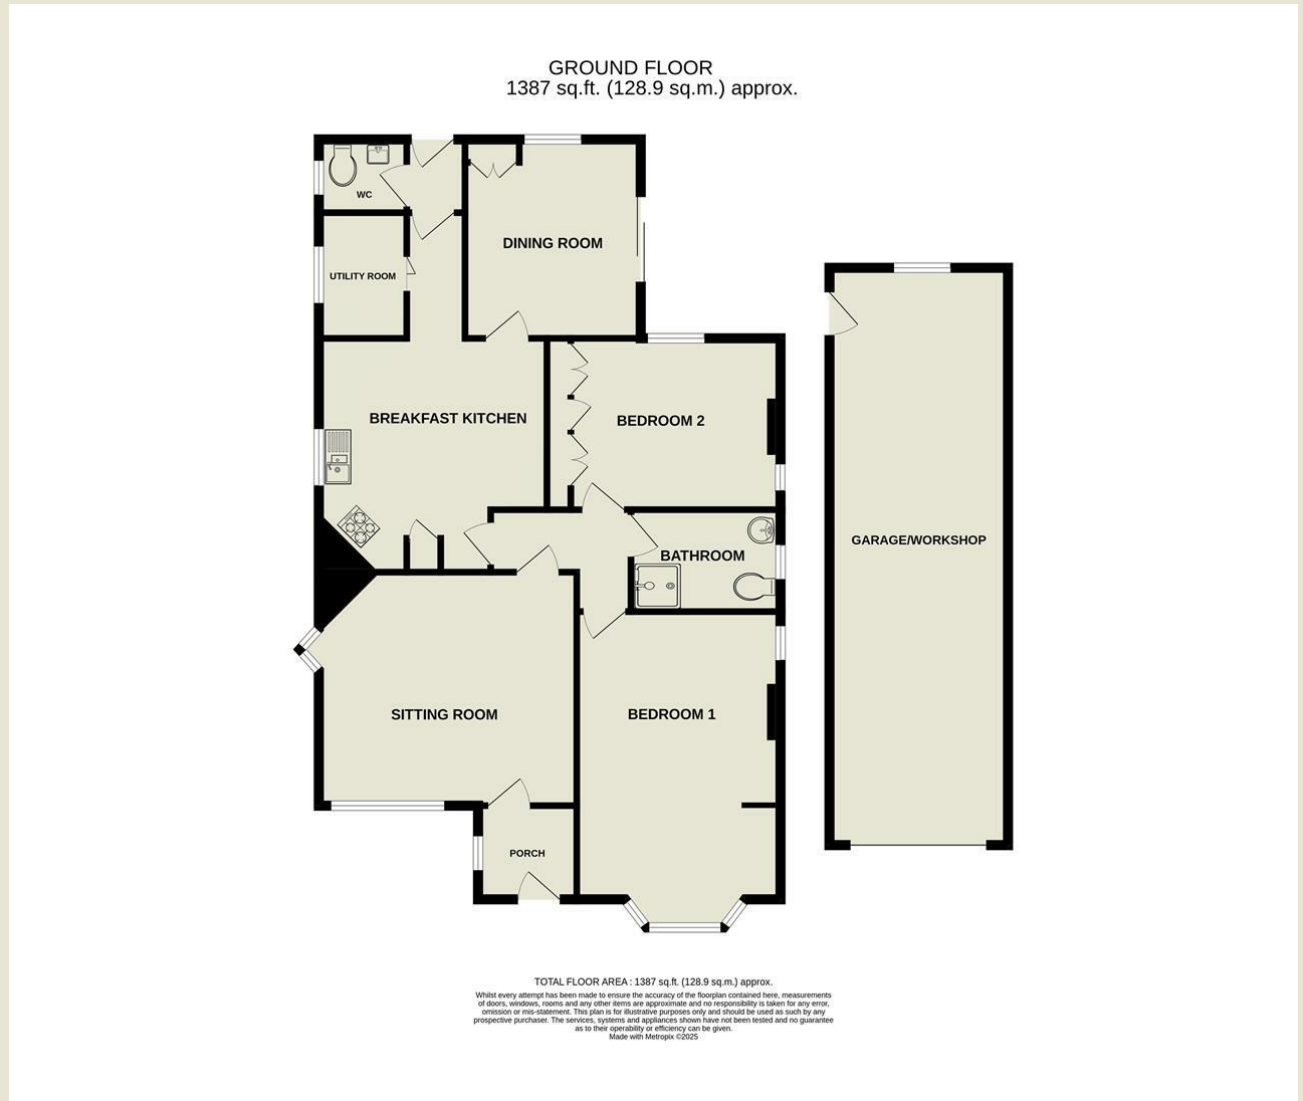 GROUND FLOOR
1387 sq.ft. (128.9 sq.m.) approx.
WC
DINING ROOM
UTILITY ROOM
BREAKFAST KITCHEN
BEDROOM 2
GARAGE/WORKSHOP
BATHROOM
SITTING ROOM
BEDROOM 1
PORCH
TOTAL FLOOR AREA : 1387 sq.ft. (128.9 sq.m.) approx.
Whilst every attempt has been made to ensure the accuracy of the floorplan contained here, measurements
of doors, windows, rooms and any other items are approximate and no responsibility is taken for any error,
omission or mis-statement. This plan is for illustrative purposes only and should be used as such by any
prospective purchaser. The services, systems and appliances shown have not been tested and no guarantee
as to their operability or efficiency can be given.
Made with Metropix ©2025